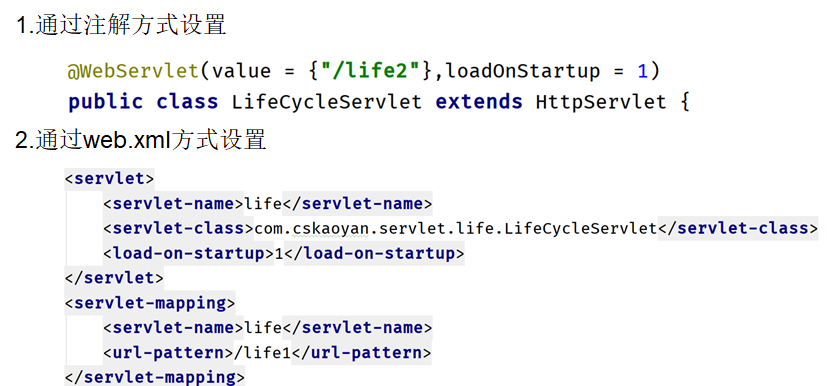 1.通过注解方式设置
@WebServlet(value = {"/life2"},loadOnStartup = 1)
public class LifeCycleServlet extends HttpServlet {
2.通过web.xml方式设置
<servlet>
<servlet-name>life</servlet-name>
<servlet-class>com.cskaoyan.servlet.life.LifeCycleServlet</servlet-class>
<load-on-startup>1</load-on-startup>
</servlet>
<servlet-mapping>
<servlet-name>life</servlet-name>
<url-pattern>/life1</url-pattern>
</servlet-mapping>